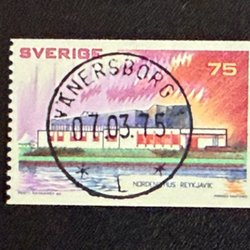 SVERIGE 75
VÄNERSBORG
07.03.75
* L *
NORDENS HUS REYKJAVIK